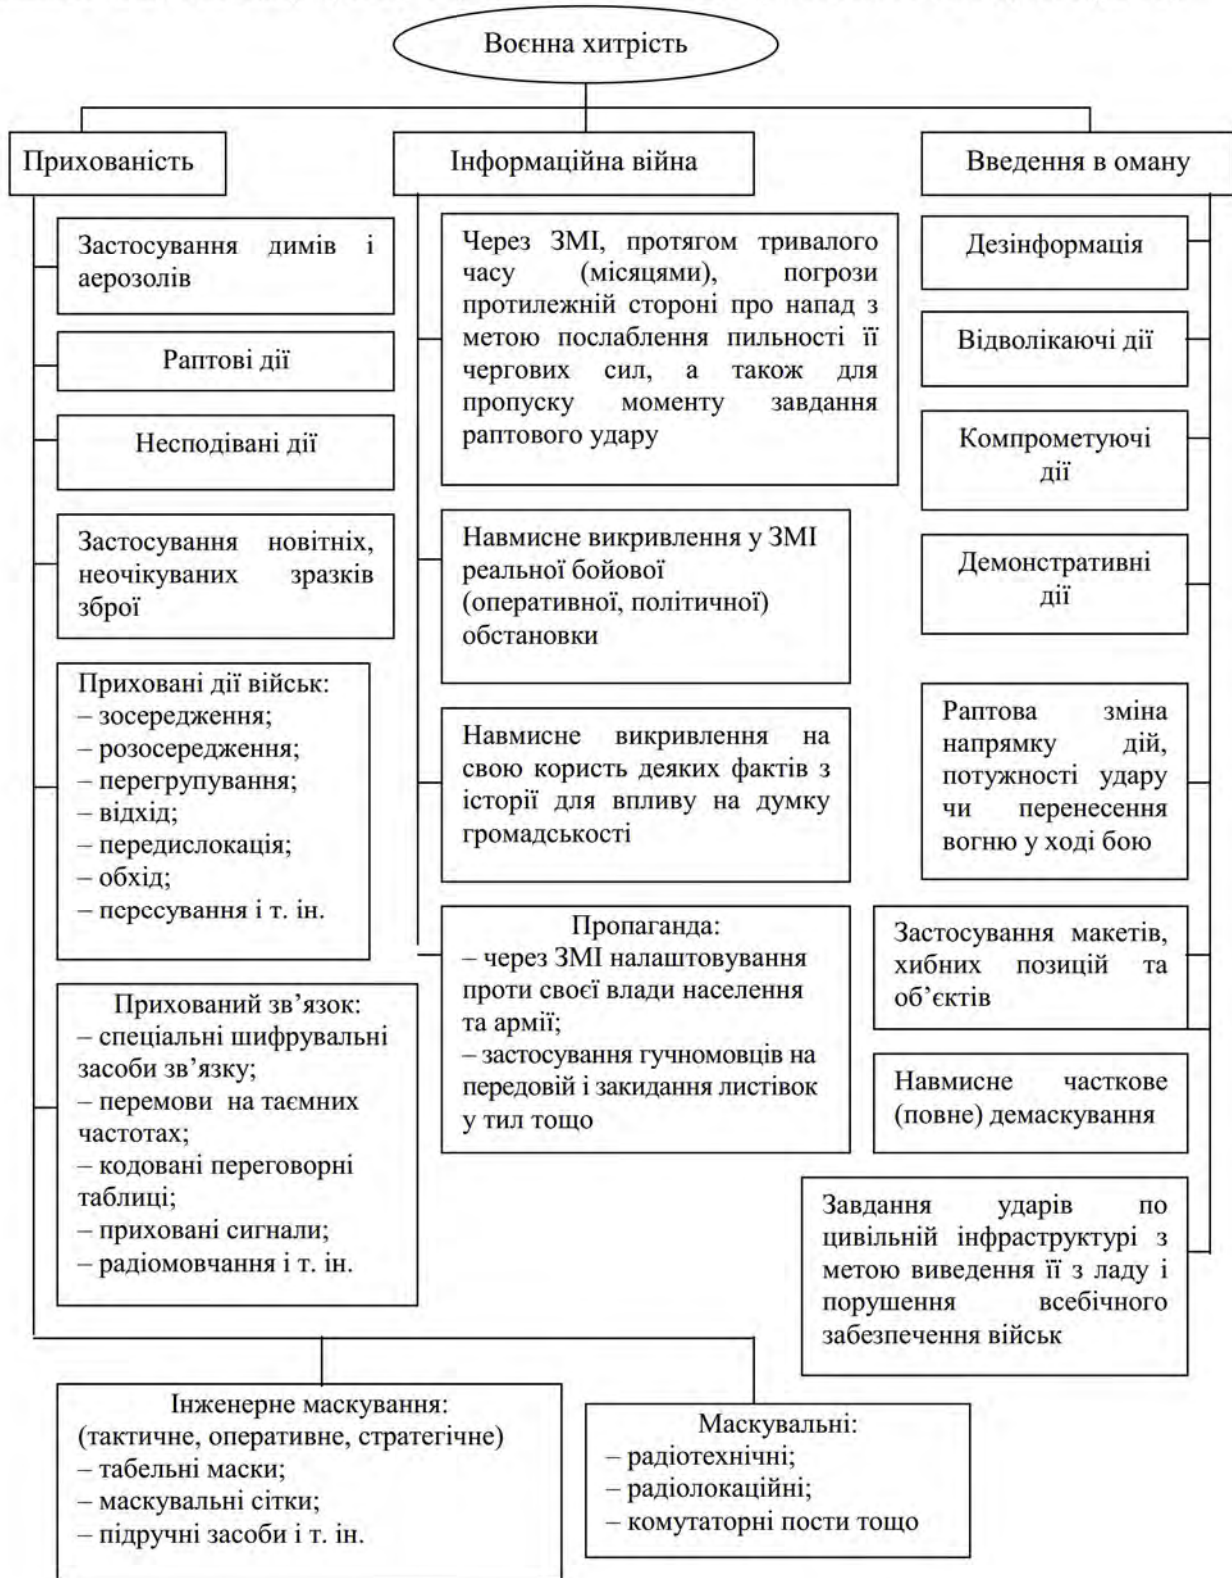 Воєнна хитрість
Прихованість
Інформаційна війна
Введення в оману
Застосування димів і
аерозолів
Раптові дії
Несподівані дії
Застосування новітніх,
неочікуваних зразків
зброї
Приховані дії військ:
– зосередження;
– розосередження;
– перегрупування;
– відхід;
– передислокація;
– обхід;
– пересування і т. ін.
Прихований зв’язок:
– спеціальні шифрувальні
засоби зв’язку;
– перемови на таємних
частотах;
– кодовані переговорні
таблиці;
– приховані сигнали;
– радіомовчання і т. ін.
Через ЗМІ, протягом тривалого
часу (місяцями), погрози
протилежній стороні про напад з
метою послаблення пильності її
чергових сил, а також для
пропуску моменту завдання
раптового удару
Навмисне викривлення у ЗМІ
реальної бойової
(оперативної, політичної)
обстановки
Навмисне викривлення на
свою користь деяких фактів з
історії для впливу на думку
громадськості
Пропаганда:
– через ЗМІ налаштовування
проти своєї влади населення
та армії;
– застосування гучномовців на
передовій і закидання листівок
у тил тощо
Дезінформація
Відволікаючі дії
Компрометуючі
дії
Демонстративні
дії
Раптова зміна
напрямку дій,
потужності удару
чи перенесення
вогню у ході бою
Застосування макетів,
хибних позицій та
об’єктів
Навмисне часткове
(повне) демаскування
Завдання ударів по
цивільній інфраструктурі з
метою виведення її з ладу і
порушення всебічного
забезпечення військ
Інженерне маскування:
(тактичне, оперативне, стратегічне)
– табельні маски;
– маскувальні сітки;
– підручні засоби і т. ін.
Маскувальні:
– радіотехнічні;
– радіолокаційні;
– комутаторні пости тощо